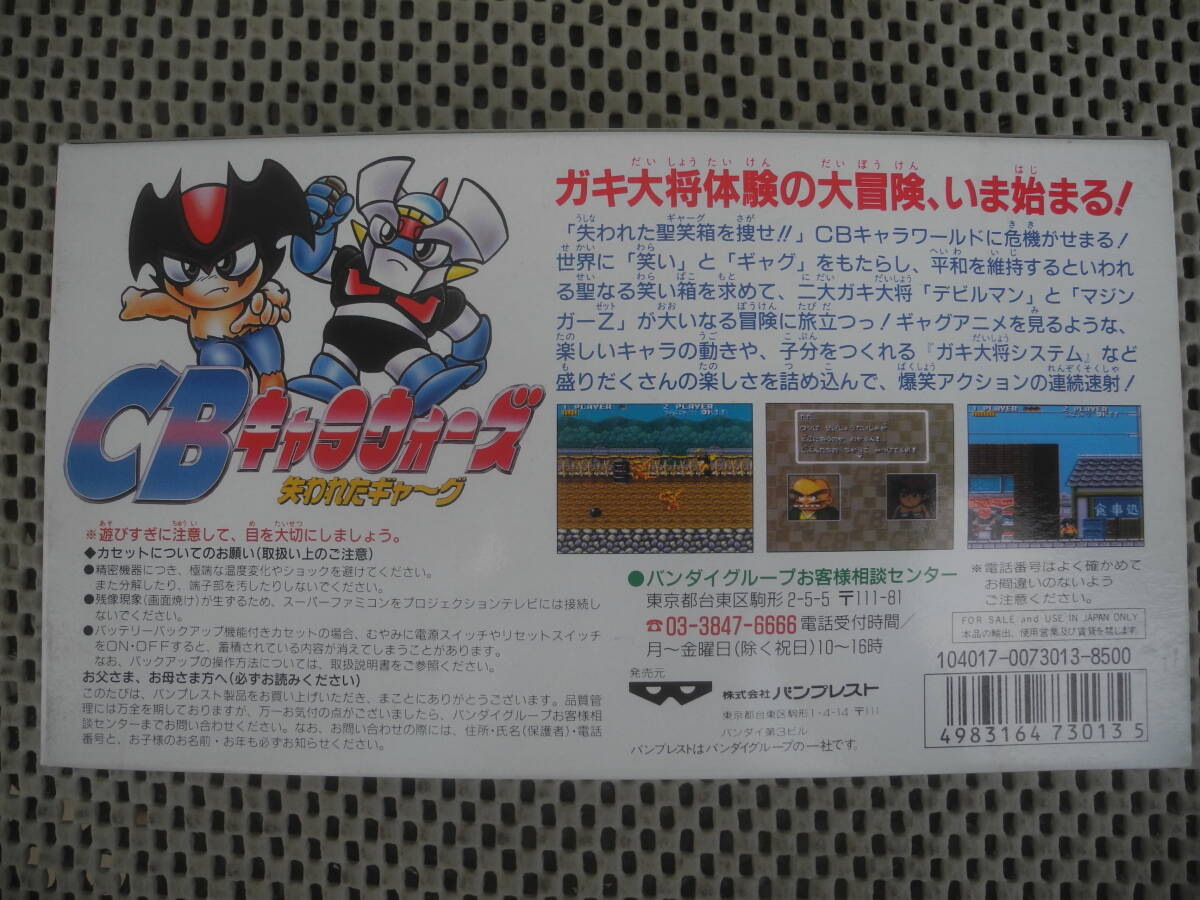 ガキ大将体験の大冒険、いま始まる!
「失われた聖笑箱を捜せ!!」CBキャラワールドに危機がせまる!
世界に「笑い」と「ギャグ」をもたらし、平和を維持するといわれ
る聖なる笑い箱を求めて、二大ガキ大将「デビルマン」と「マジン
ガーZ」が大いなる冒険に旅立つっ!ギャグアニメを見るような、
楽しいキャラの動きや、子分をつくれる『ガキ大将システム』など
盛りだくさんの楽しさを詰め込んで、爆笑アクションの連続速射!
CBキャラウォーズ
失われたギャ〜グ
1 PLAYER
2 PLAYER
1 PLAYER
2 PLAYER
食事処
※遊びすぎに注意して、目を大切にしましょう。
◆カセットについてのお願い(取扱い上のご注意)
●精密機器につき、極端な温度変化やショックを避けてください。
また分解したり、端子部を汚したりしないでください。
●残像現象(画面焼け)が生ずるため、スーパーファミコンをプロジェクションテレビには接続し
ないでください。
●バッテリーバックアップ機能付きカセットの場合、むやみに電源スイッチやリセットスイッチ
をON・OFFすると、蓄積されている内容が消えてしまうことがあります。
なお、バックアップの操作方法については、取扱説明書をご参照ください。
お父さま、お母さま方へ(必ずお読みください)
このたびは、バンプレスト製品をお買い上げいただき、まことにありがとうございます。品質管
理には万全を期しておりますが、万一お気付の点がございましたら、バンダイグループお客様相
談センターまでお問い合わせください。なお、お問い合わせの際には、住所・氏名(保護者)・電話
番号と、お子様のお名前・お年も必ずお知らせください。
●バンダイグループお客様相談センター
東京都台東区駒形2-5-5 〒111-81
☎03-3847-6666 電話受付時間/
月〜金曜日(除く祝日)10〜16時
※電話番号はよく確かめて
お間違いのないよう
ご注意ください。
発売元
株式会社 バンプレスト
東京都台東区駒形1-4-14 〒111
バンダイ第3ビル
バンプレストはバンダイグループの一社です。
FOR SALE and USE IN JAPAN ONLY
本品の輸出、使用営業及び賃貸を禁じます。
104017-0073013-8500
4983164730135